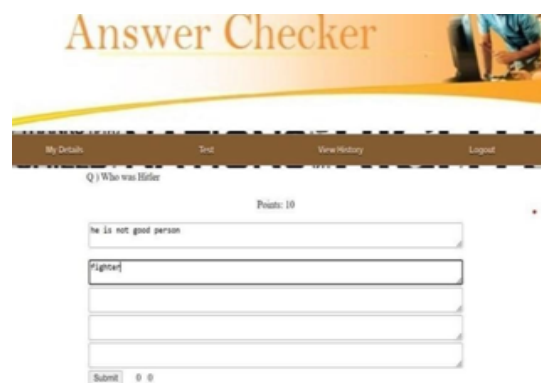 Answer Checker
My Details Test View History Logout
Q ) Who was Hitler
Points: 10
*
he is not good person
fighter
Submit 0 0